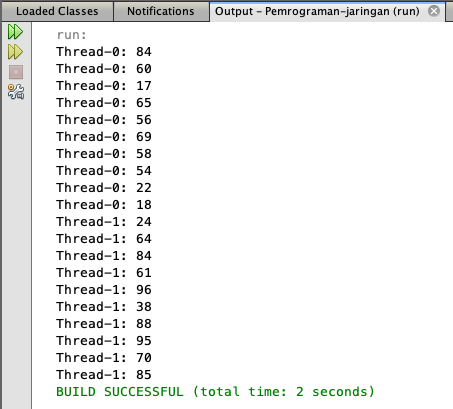 Loaded Classes Notifications Output – Pemrograman-jaringan (run)
run:
Thread-0: 84
Thread-0: 60
Thread-0: 17
Thread-0: 65
Thread-0: 56
Thread-0: 69
Thread-0: 58
Thread-0: 54
Thread-0: 22
Thread-0: 18
Thread-1: 24
Thread-1: 64
Thread-1: 84
Thread-1: 61
Thread-1: 96
Thread-1: 38
Thread-1: 88
Thread-1: 95
Thread-1: 70
Thread-1: 85
BUILD SUCCESSFUL (total time: 2 seconds)